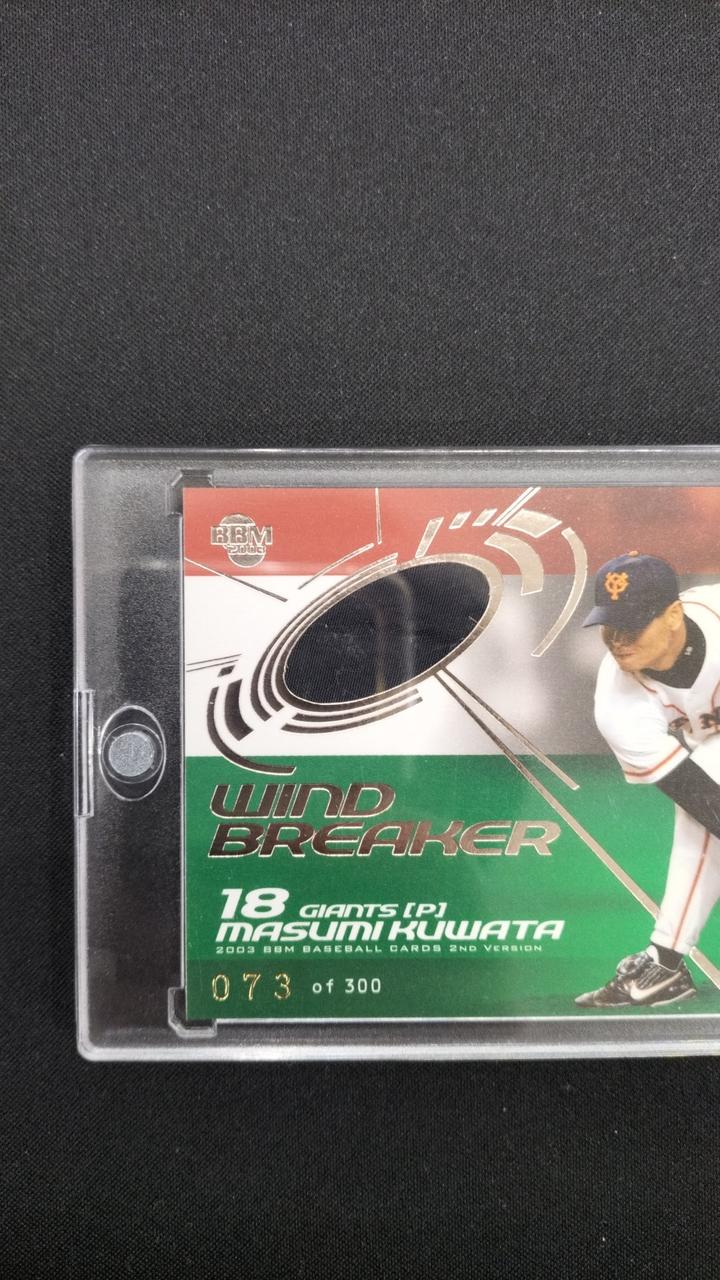 BBM
2003
WIND
BREAKER
18 GIANTS [P]
MASUMI KUWATA
2003 BBM BASEBALL CARDS 2ND VERSION
073 of 300